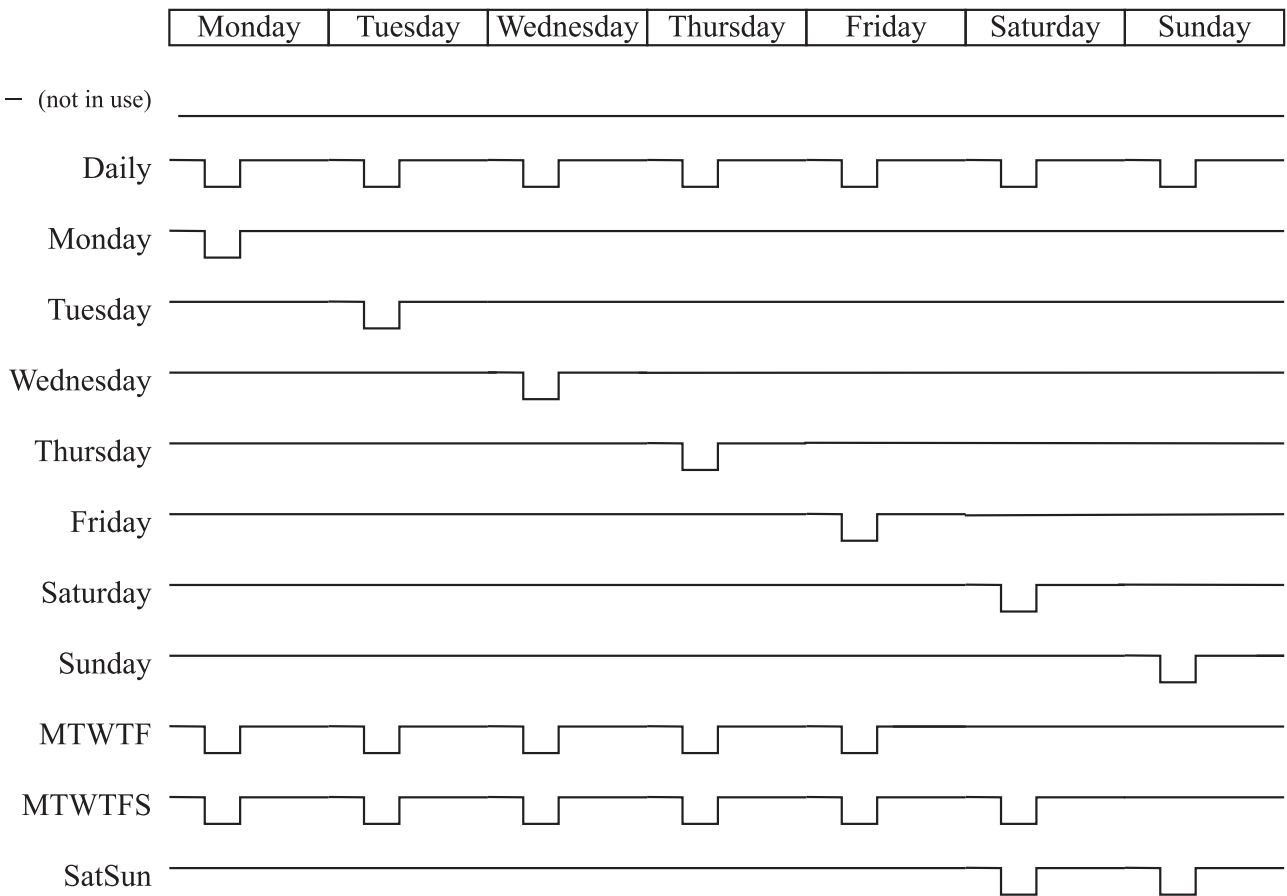 Monday Tuesday Wednesday Thursday Friday Saturday Sunday
— (not in use)
Daily
Monday
Tuesday
Wednesday
Thursday
Friday
Saturday
Sunday
MTWTF
MTWTFS
SatSun